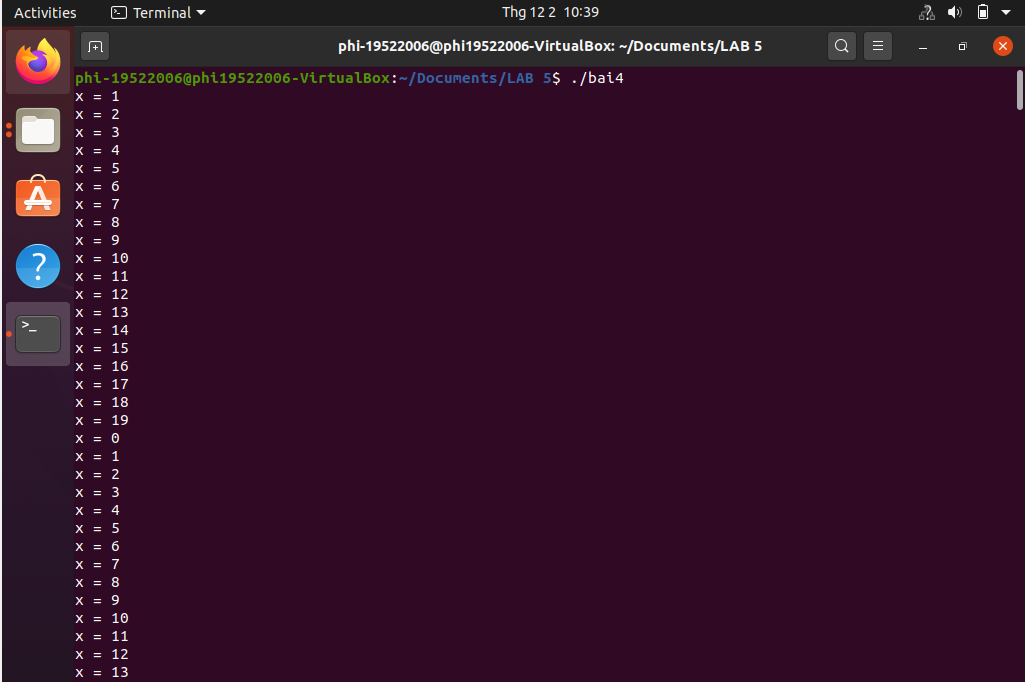 Activities Terminal Thg 12 2 10:39
phi-19522006@phi19522006-VirtualBox: ~/Documents/LAB 5
phi-19522006@phi19522006-VirtualBox:~/Documents/LAB 5$ ./bai4
x = 1
x = 2
x = 3
x = 4
x = 5
x = 6
x = 7
x = 8
x = 9
x = 10
x = 11
x = 12
x = 13
x = 14
x = 15
x = 16
x = 17
x = 18
x = 19
x = 0
x = 1
x = 2
x = 3
x = 4
x = 5
x = 6
x = 7
x = 8
x = 9
x = 10
x = 11
x = 12
x = 13